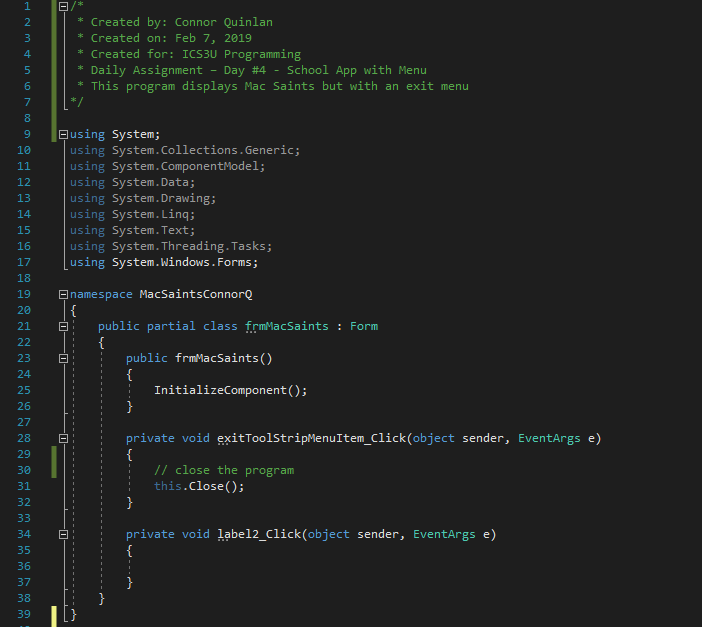 1 /*
2  * Created by: Connor Quinlan
3  * Created on: Feb 7, 2019
4  * Created for: ICS3U Programming
5  * Daily Assignment – Day #4 - School App with Menu
6  * This program displays Mac Saints but with an exit menu
7 */
8
9 using System;
10 using System.Collections.Generic;
11 using System.ComponentModel;
12 using System.Data;
13 using System.Drawing;
14 using System.Linq;
15 using System.Text;
16 using System.Threading.Tasks;
17 using System.Windows.Forms;
18
19 namespace MacSaintsConnorQ
20 {
21     public partial class frmMacSaints : Form
22     {
23         public frmMacSaints()
24         {
25             InitializeComponent();
26         }
27
28         private void exitToolStripMenuItem_Click(object sender, EventArgs e)
29         {
30             // close the program
31             this.Close();
32         }
33
34         private void label2_Click(object sender, EventArgs e)
35         {
36
37         }
38     }
39 }